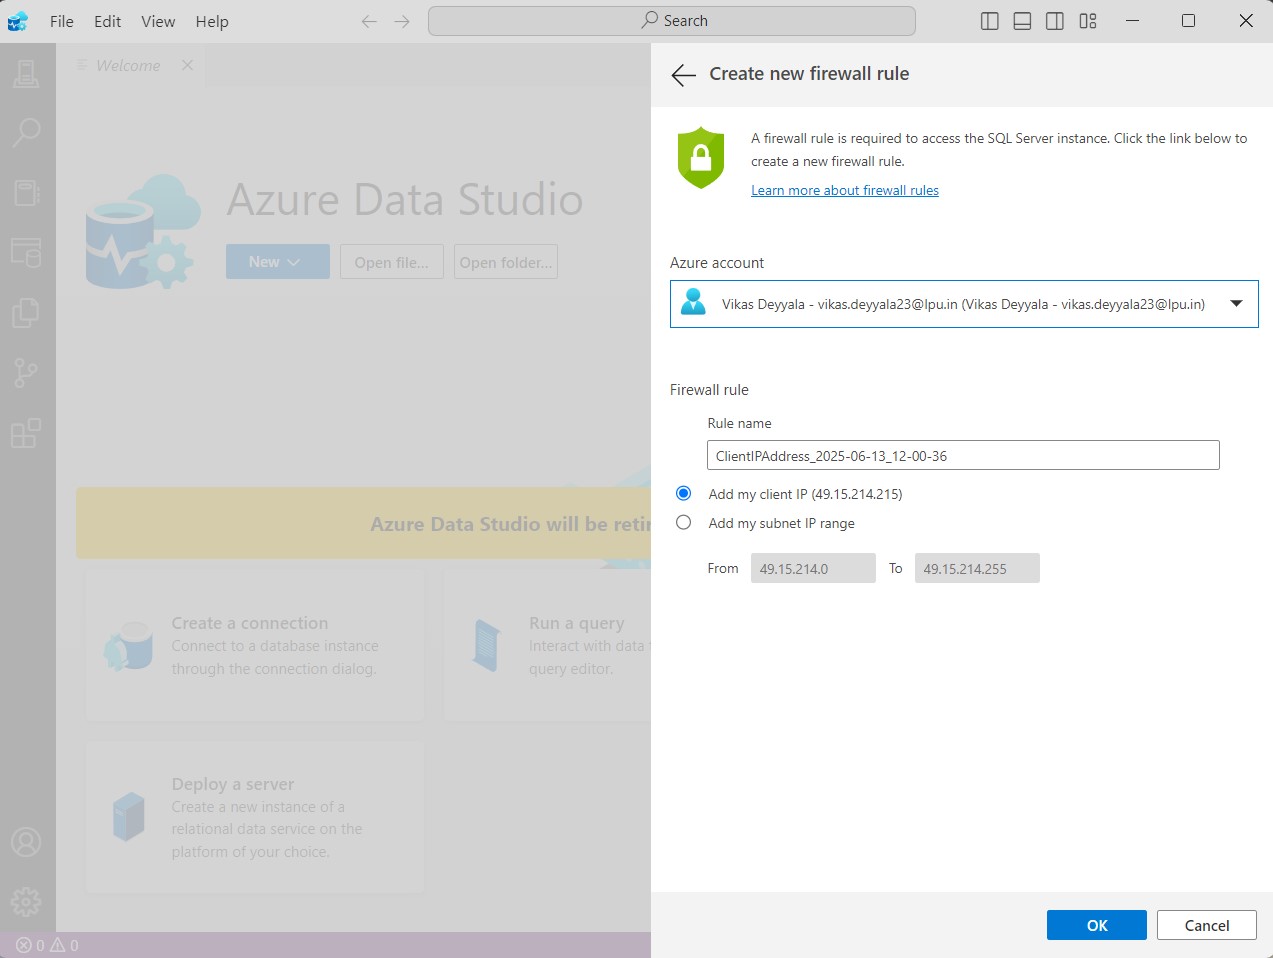 File Edit View Help
Search
Welcome
Create new firewall rule
A firewall rule is required to access the SQL Server instance. Click the link below to
create a new firewall rule.
Learn more about firewall rules
Azure Data Studio
New
Open file...
Open folder...
Azure account
Vikas Deyyala - vikas.deyyala23@lpu.in (Vikas Deyyala - vikas.deyyala23@lpu.in)
Firewall rule
Rule name
ClientIPAddress_2025-06-13_12-00-36
Add my client IP (49.15.214.215)
Add my subnet IP range
From 49.15.214.0 To 49.15.214.255
Azure Data Studio will be
Create a connection
Connect to a database instance
through the connection dialog.
Run a query
Interact with data
query editor.
Deploy a server
Create a new instance of a
relational data service on the
platform of your choice.
OK
Cancel
0 0